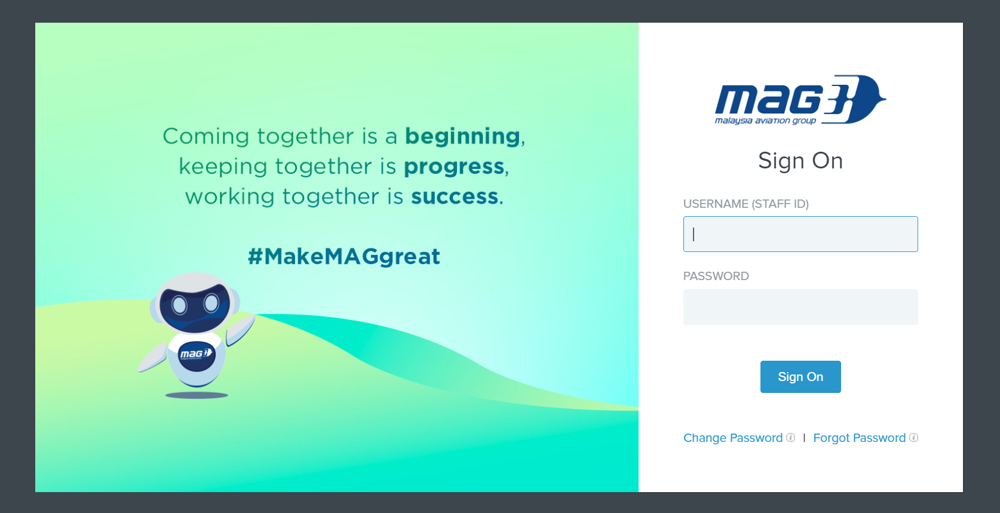 Coming together is a beginning,
keeping together is progress,
working together is success.
#MakeMAGgreat
mag
mag
malaysia aviation group
Sign On
USERNAME (STAFF ID)
PASSWORD
Sign On
Change Password | Forgot Password